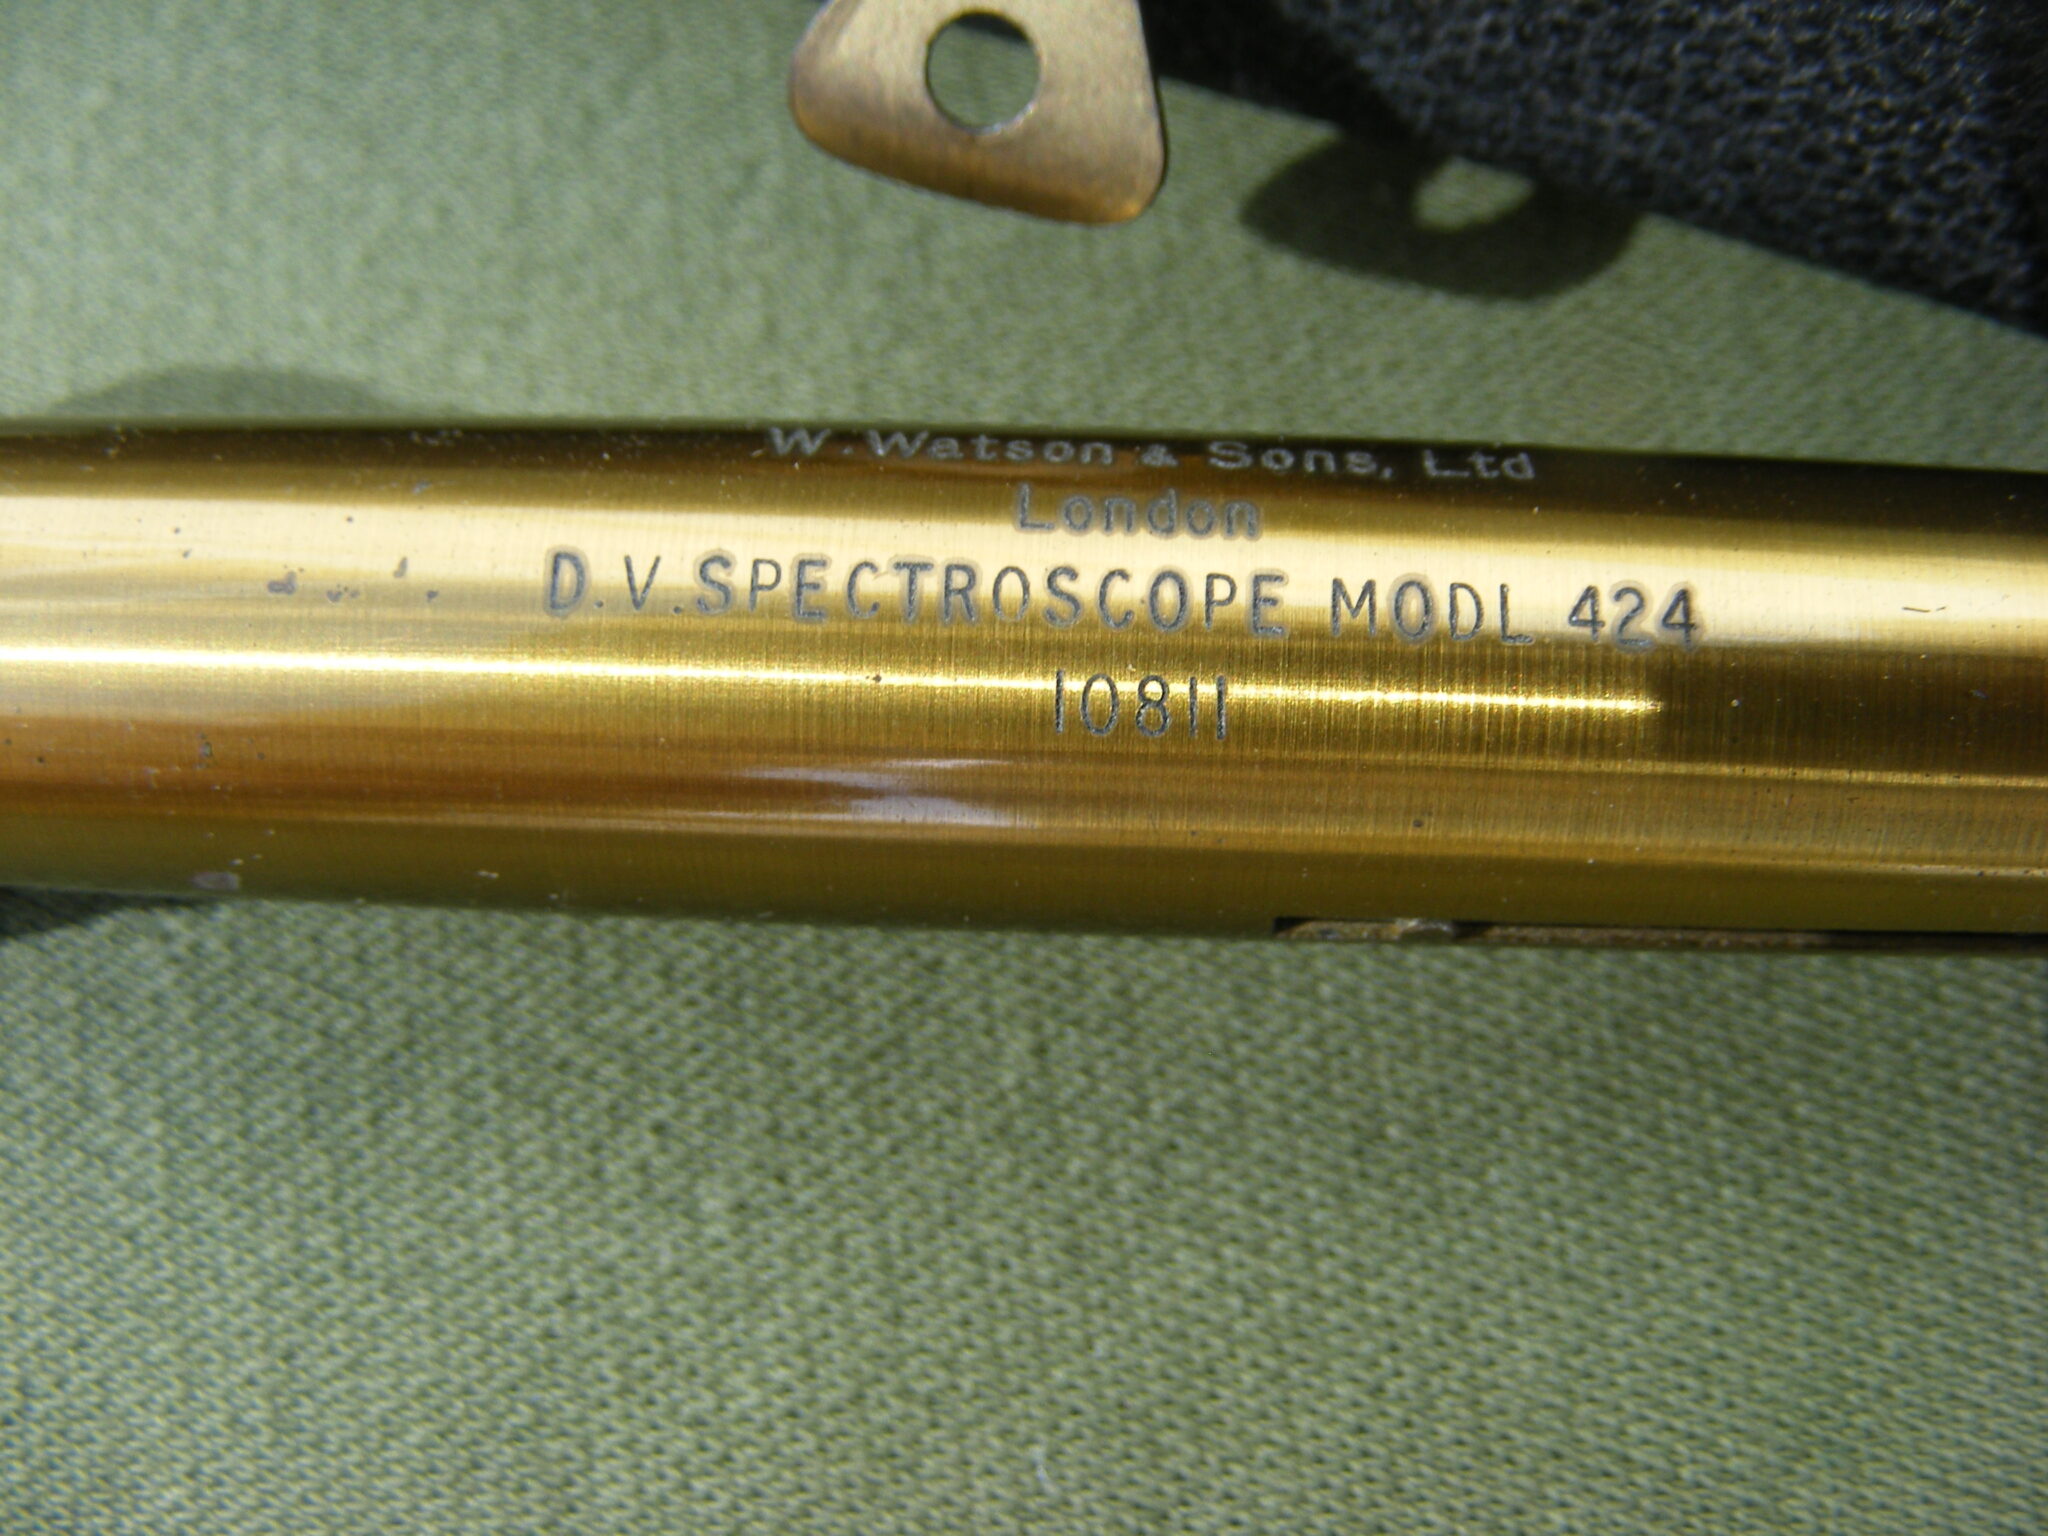 W. Watson & Sons, Ltd
London
D.V. SPECTROSCOPE MODL 424
10811